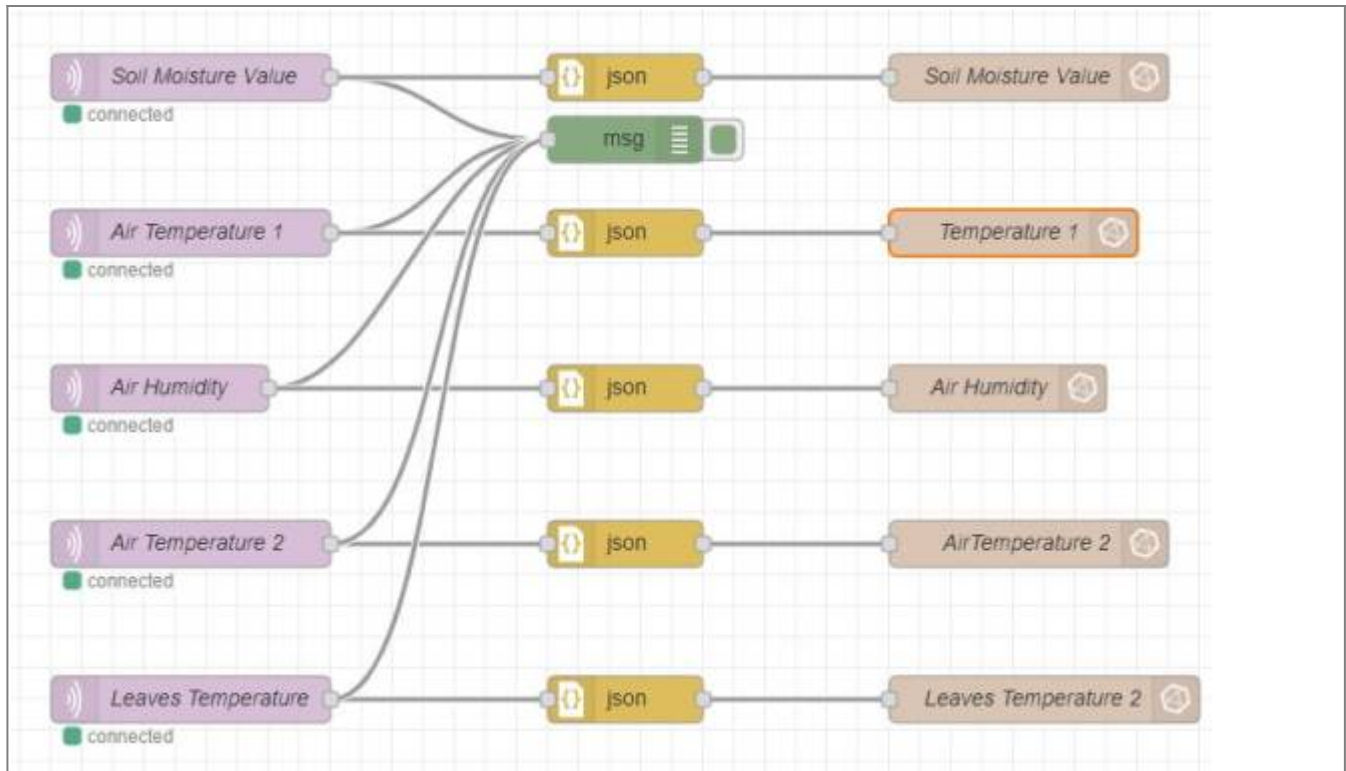 Soil Moisture Value json Soil Moisture Value
connected
msg
Air Temperature 1 json Temperature 1
connected
Air Humidity json Air Humidity
connected
Air Temperature 2 json AirTemperature 2
connected
Leaves Temperature json Leaves Temperature 2
connected